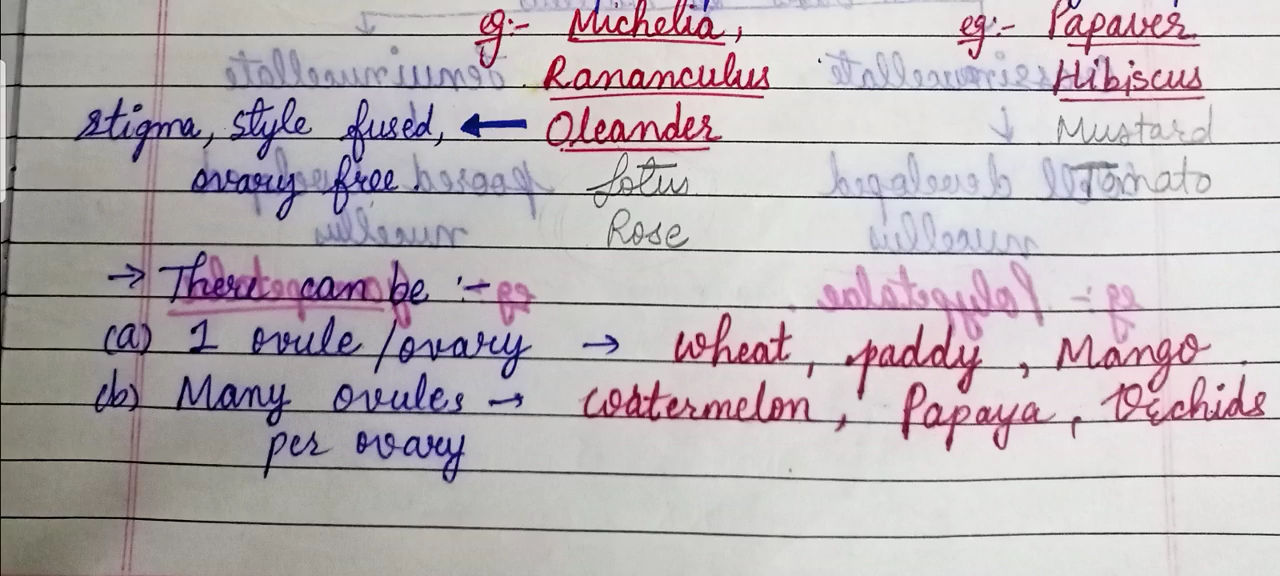 eg:- Michelia, eg:- Papaver
Rananculus Hibiscus
stigma, style fused, ← Oleander Mustard
ovary free Lotus Tomato
Rose
→ There can be :-
(a) 1 ovule/ovary → wheat, paddy, Mango.
(b) Many ovules → watermelon, Papaya, Orchids
per ovary